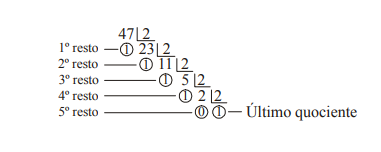 47 2
1º resto 1 23 2
2º resto 1 11 2
3º resto 1 5 2
4º resto 1 2 2
5º resto 0 1 Último quociente